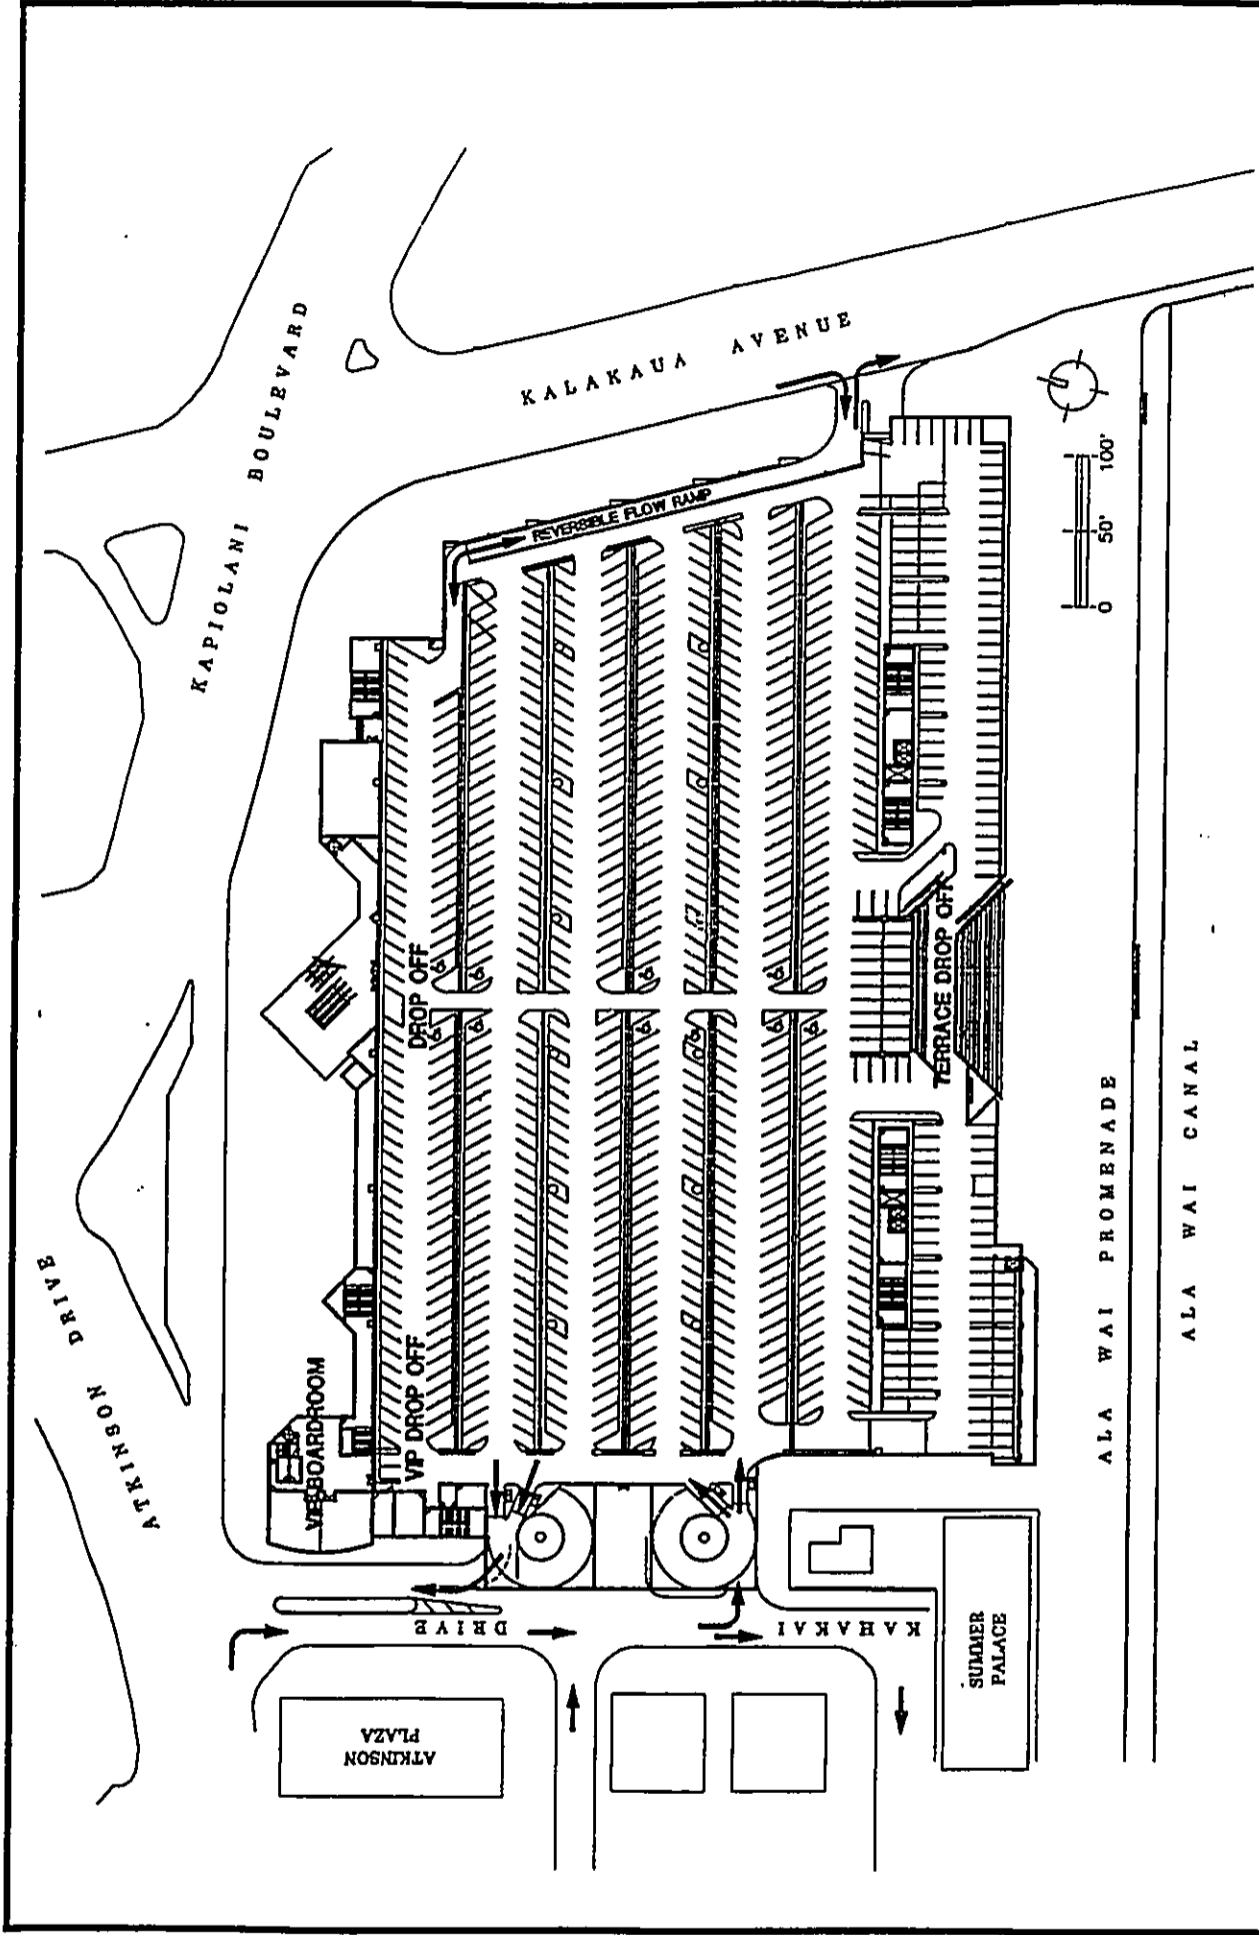 KAPIOLANI BOULEVARD
KALAKAUA AVENUE
ATKINSON DRIVE
REVERSIBLE FLOW RAMP
DROP OFF
VIP DROP OFF
VIP BOARDROOM
TERRACE DROP OFF
KAHAKAI DRIVE
ATKINSON
PLAZA
SUMMER
PALACE
ALA WAI PROMENADE
ALA WAI CANAL
0 50' 100'